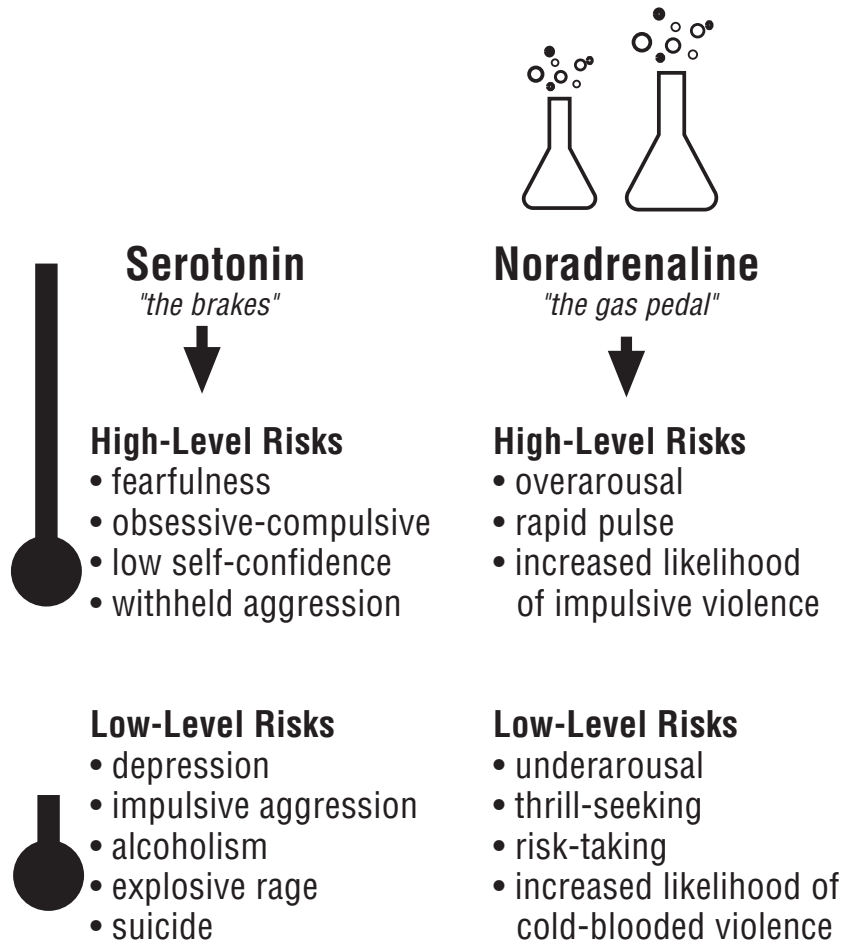 Serotonin
"the brakes"
High-Level Risks
• fearfulness
• obsessive-compulsive
• low self-confidence
• withheld aggression
Low-Level Risks
• depression
• impulsive aggression
• alcoholism
• explosive rage
• suicide
Noradrenaline
"the gas pedal"
High-Level Risks
• overarousal
• rapid pulse
• increased likelihood
of impulsive violence
Low-Level Risks
• underarousal
• thrill-seeking
• risk-taking
• increased likelihood of
cold-blooded violence